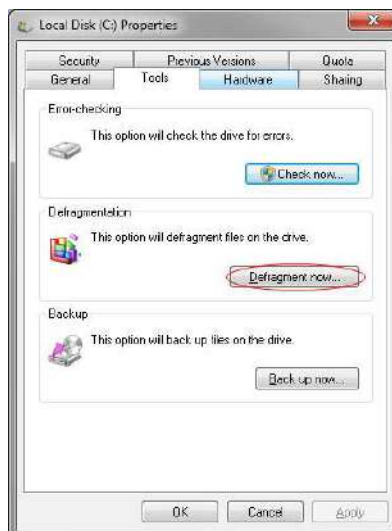 Local Disk (C:) Properties
Security Previous Versions Quota
General Tools Hardware Sharing
Error-checking
This option will check the drive for errors.
Check now...
Defragmentation
This option will defragment files on the drive.
Defragment now...
Backup
This option will back up files on the drive.
Back up now...
OK Cancel Apply